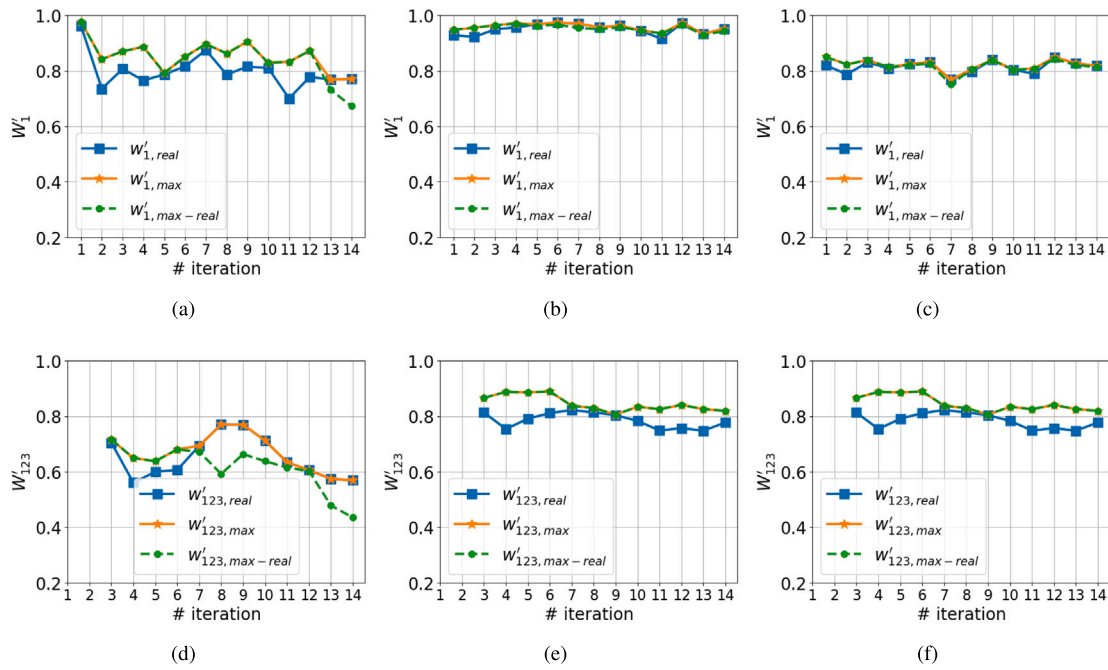 1.0
0.8
0.6
0.4
0.2
W′₁
W′₁,real
W′₁,max
W′₁,max−real
1 2 3 4 5 6 7 8 9 10 11 12 13 14
# iteration
(a)
1.0
0.8
0.6
0.4
0.2
W′₁
W′₁,real
W′₁,max
W′₁,max−real
1 2 3 4 5 6 7 8 9 10 11 12 13 14
# iteration
(b)
1.0
0.8
0.6
0.4
0.2
W′₁
W′₁,real
W′₁,max
W′₁,max−real
1 2 3 4 5 6 7 8 9 10 11 12 13 14
# iteration
(c)
1.0
0.8
0.6
0.4
0.2
W′₁₂₃
W′₁₂₃,real
W′₁₂₃,max
W′₁₂₃,max−real
1 2 3 4 5 6 7 8 9 10 11 12 13 14
# iteration
(d)
1.0
0.8
0.6
0.4
0.2
W′₁₂₃
W′₁₂₃,real
W′₁₂₃,max
W′₁₂₃,max−real
1 2 3 4 5 6 7 8 9 10 11 12 13 14
# iteration
(e)
1.0
0.8
0.6
0.4
0.2
W′₁₂₃
W′₁₂₃,real
W′₁₂₃,max
W′₁₂₃,max−real
1 2 3 4 5 6 7 8 9 10 11 12 13 14
# iteration
(f)